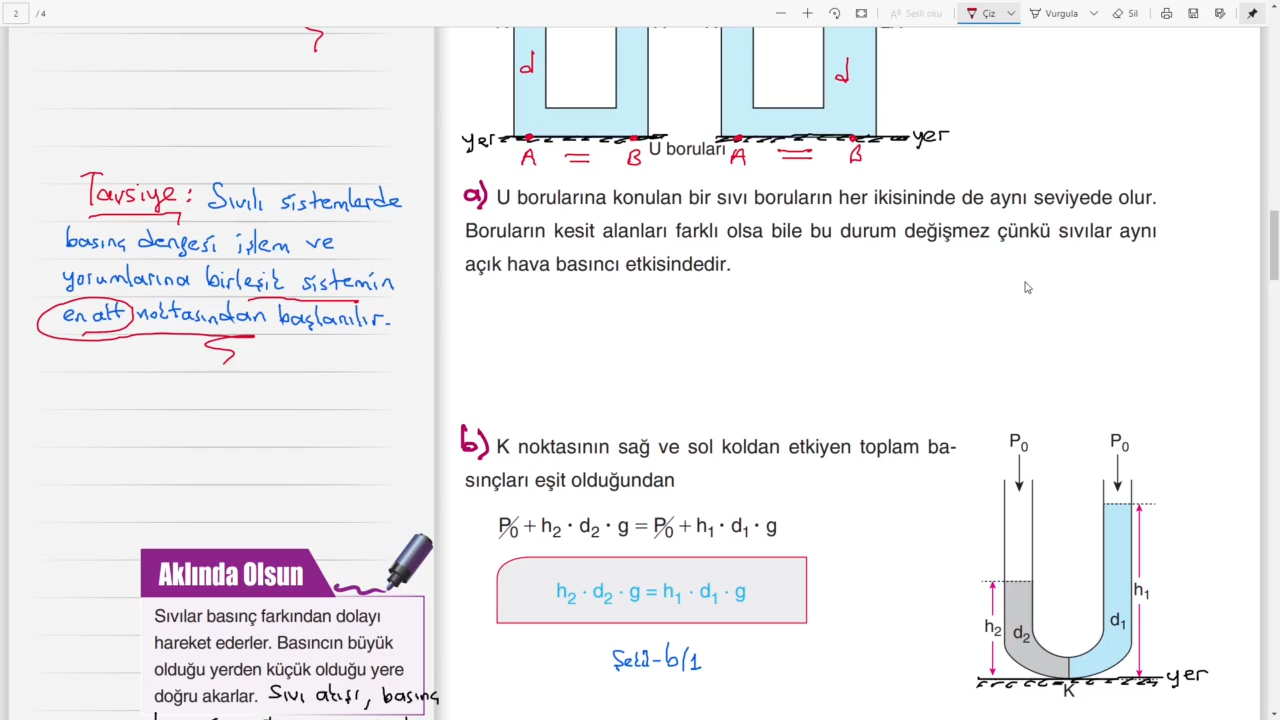 2 / 4
Sesli oku
Çiz
Vurgula
Sil
d
d
yer
yer
A = B
U boruları
A = B
a) U borularına konulan bir sıvı boruların her ikisininde de aynı seviyede olur.
Boruların kesit alanları farklı olsa bile bu durum değişmez çünkü sıvılar aynı
açık hava basıncı etkisindedir.
Tavsiye: Sıvılı sistemlerde
basınç dengesi işlem ve
yorumlarına birleşik sistemin
en alt noktasından başlanılır.
b) K noktasının sağ ve sol koldan etkiyen toplam ba-
sınçları eşit olduğundan
P0 + h2 · d2 · g = P0 + h1 · d1 · g
h2 · d2 · g = h1 · d1 · g
Şekil-b/1
P0
P0
h1
h2
d2
d1
K
yer
Aklında Olsun
Sıvılar basınç farkından dolayı
hareket ederler. Basıncın büyük
olduğu yerden küçük olduğu yere
doğru akarlar. Sıvı akışı, basınç